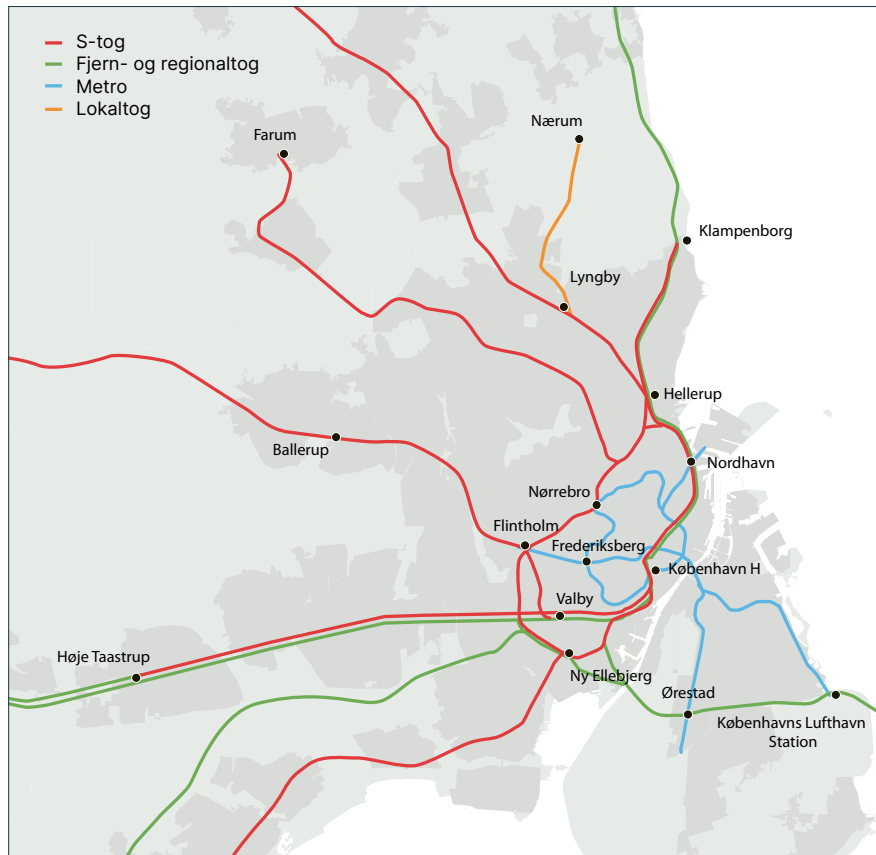 S-tog
Fjern- og regionaltog
Metro
Lokaltog
Farum
Nærum
Klampenborg
Lyngby
Hellerup
Ballerup
Nordhavn
Nørrebro
Flintholm
Frederiksberg
København H
Valby
Høje Taastrup
Ny Ellebjerg
Ørestad
Københavns Lufthavn
Station